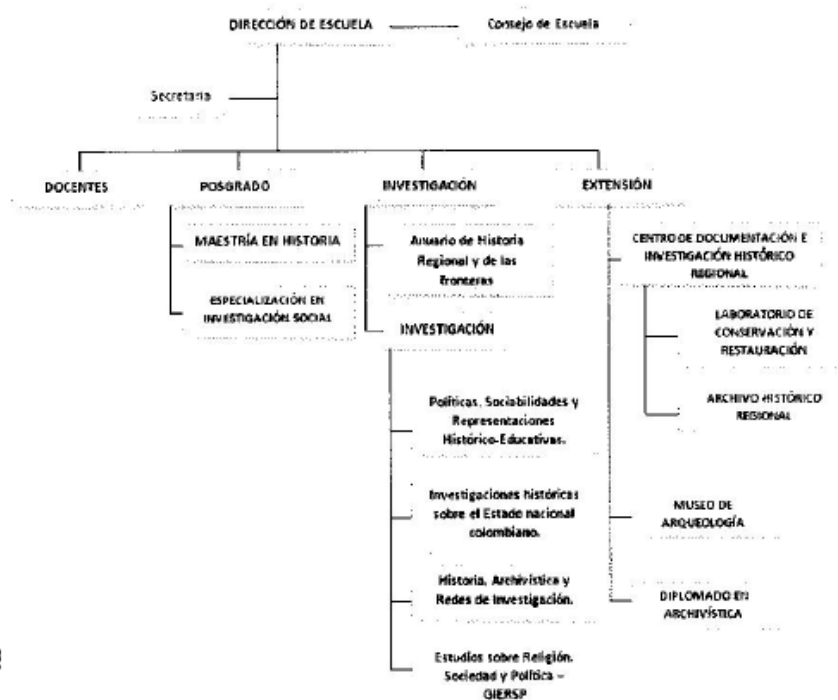 DIRECCIÓN DE ESCUELA
Consejo de Escuela
Secretaria
DOCENTES
POSGRADO
INVESTIGACIÓN
EXTENSIÓN
MAESTRÍA EN HISTORIA
ESPECIALIZACIÓN EN
INVESTIGACIÓN SOCIAL
Anuario de Historia
Regional y de las
Fronteras
INVESTIGACIÓN
Políticas, Sociabilidades y
Representaciones
Histórico-Educativas.
Investigaciones históricas
sobre el Estado nacional
colombiano.
Historia, Archivística y
Redes de Investigación.
Estudios sobre Religión,
Sociedad y Política –
GIERSP
CENTRO DE DOCUMENTACIÓN E
INVESTIGACIÓN HISTÓRICO
REGIONAL
LABORATORIO DE
CONSERVACIÓN Y
RESTAURACIÓN
ARCHIVO HISTÓRICO
REGIONAL
MUSEO DE
ARQUEOLOGÍA
DIPLOMADO EN
ARCHIVÍSTICA